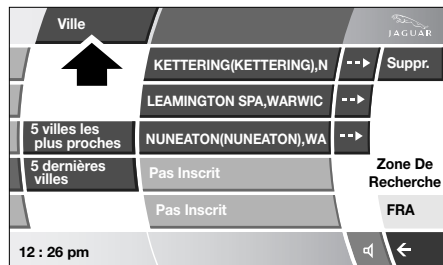 Ville
JAGUAR
KETTERING(KETTERING),N
Suppr.
LEAMINGTON SPA,WARWIC
5 villes les
plus proches
NUNEATON(NUNEATON),WA
5 dernières
villes
Pas Inscrit
Zone De
Recherche
Pas Inscrit
FRA
12 : 26 pm